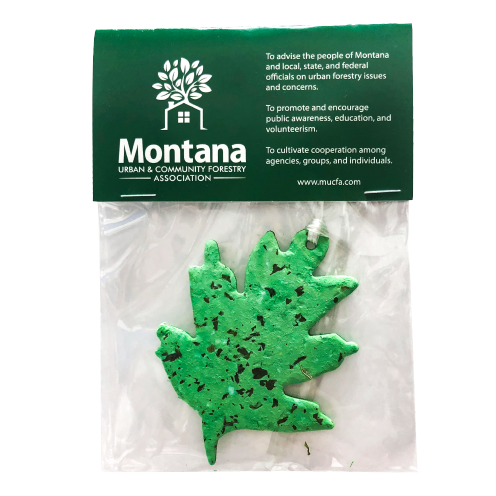 Montana
URBAN & COMMUNITY FORESTRY
ASSOCIATION
To advise the people of Montana
and local, state, and federal
officials on urban forestry issues
and concerns.
To promote and encourage
public awareness, education, and
volunteerism.
To cultivate cooperation among
agencies, groups, and individuals.
www.mucfa.com